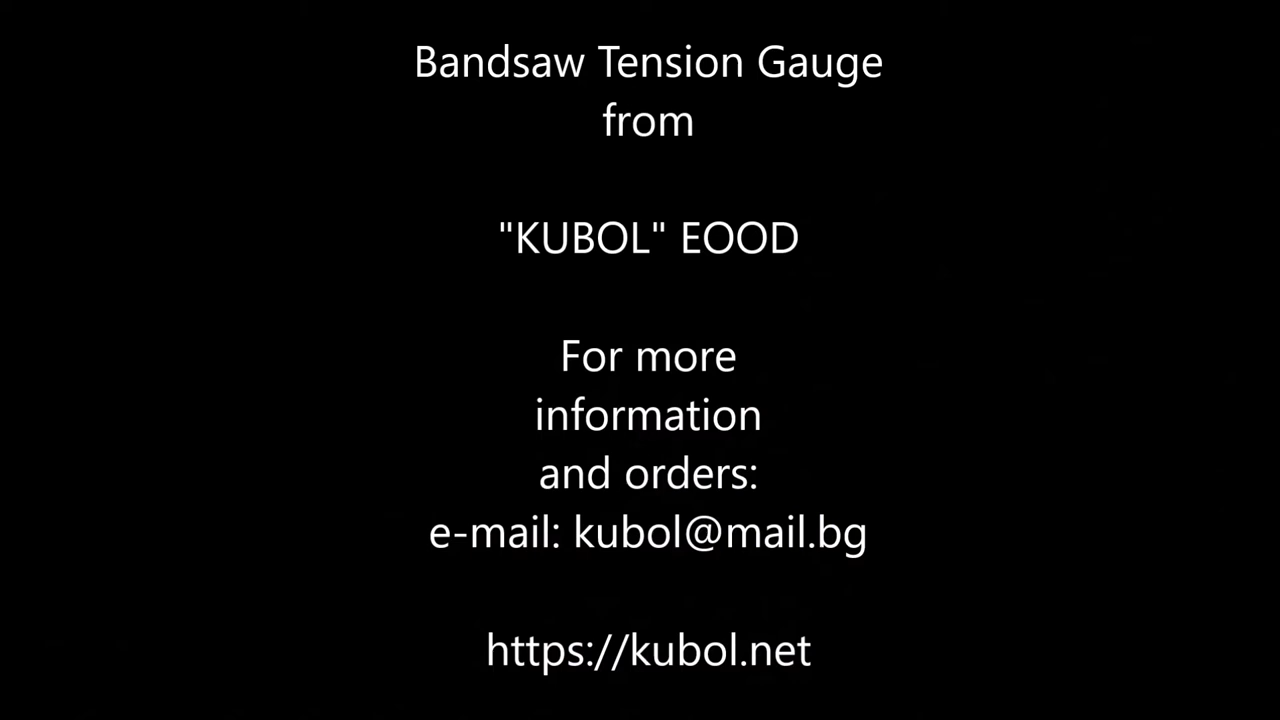 Bandsaw Tension Gauge
from
"KUBOL" EOOD
For more
information
and orders:
e-mail: kubol@mail.bg
https://kubol.net